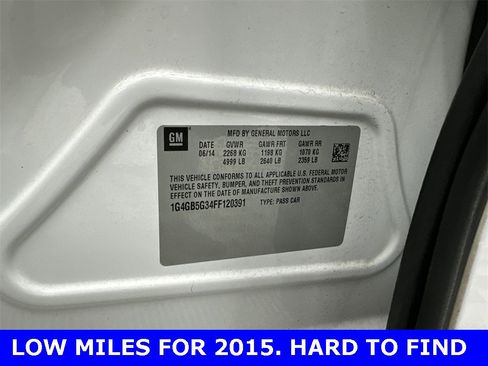 GM
MFD BY GENERAL MOTORS LLC
DATE GVWR GAWR FRT GAWR RR
06/14 2268 KG 1198 KG 1070 KG
4999 LB 2640 LB 2359 LB
THIS VEHICLE CONFORMS TO ALL APPLICABLE U.S. FEDERAL MOTOR
VEHICLE SAFETY, BUMPER, AND THEFT PREVENTION STANDARDS IN
EFFECT ON THE DATE OF MANUFACTURE SHOWN ABOVE.
1G4GB5G34FF120391 TYPE: PASS CAR
LOW MILES FOR 2015. HARD TO FIND